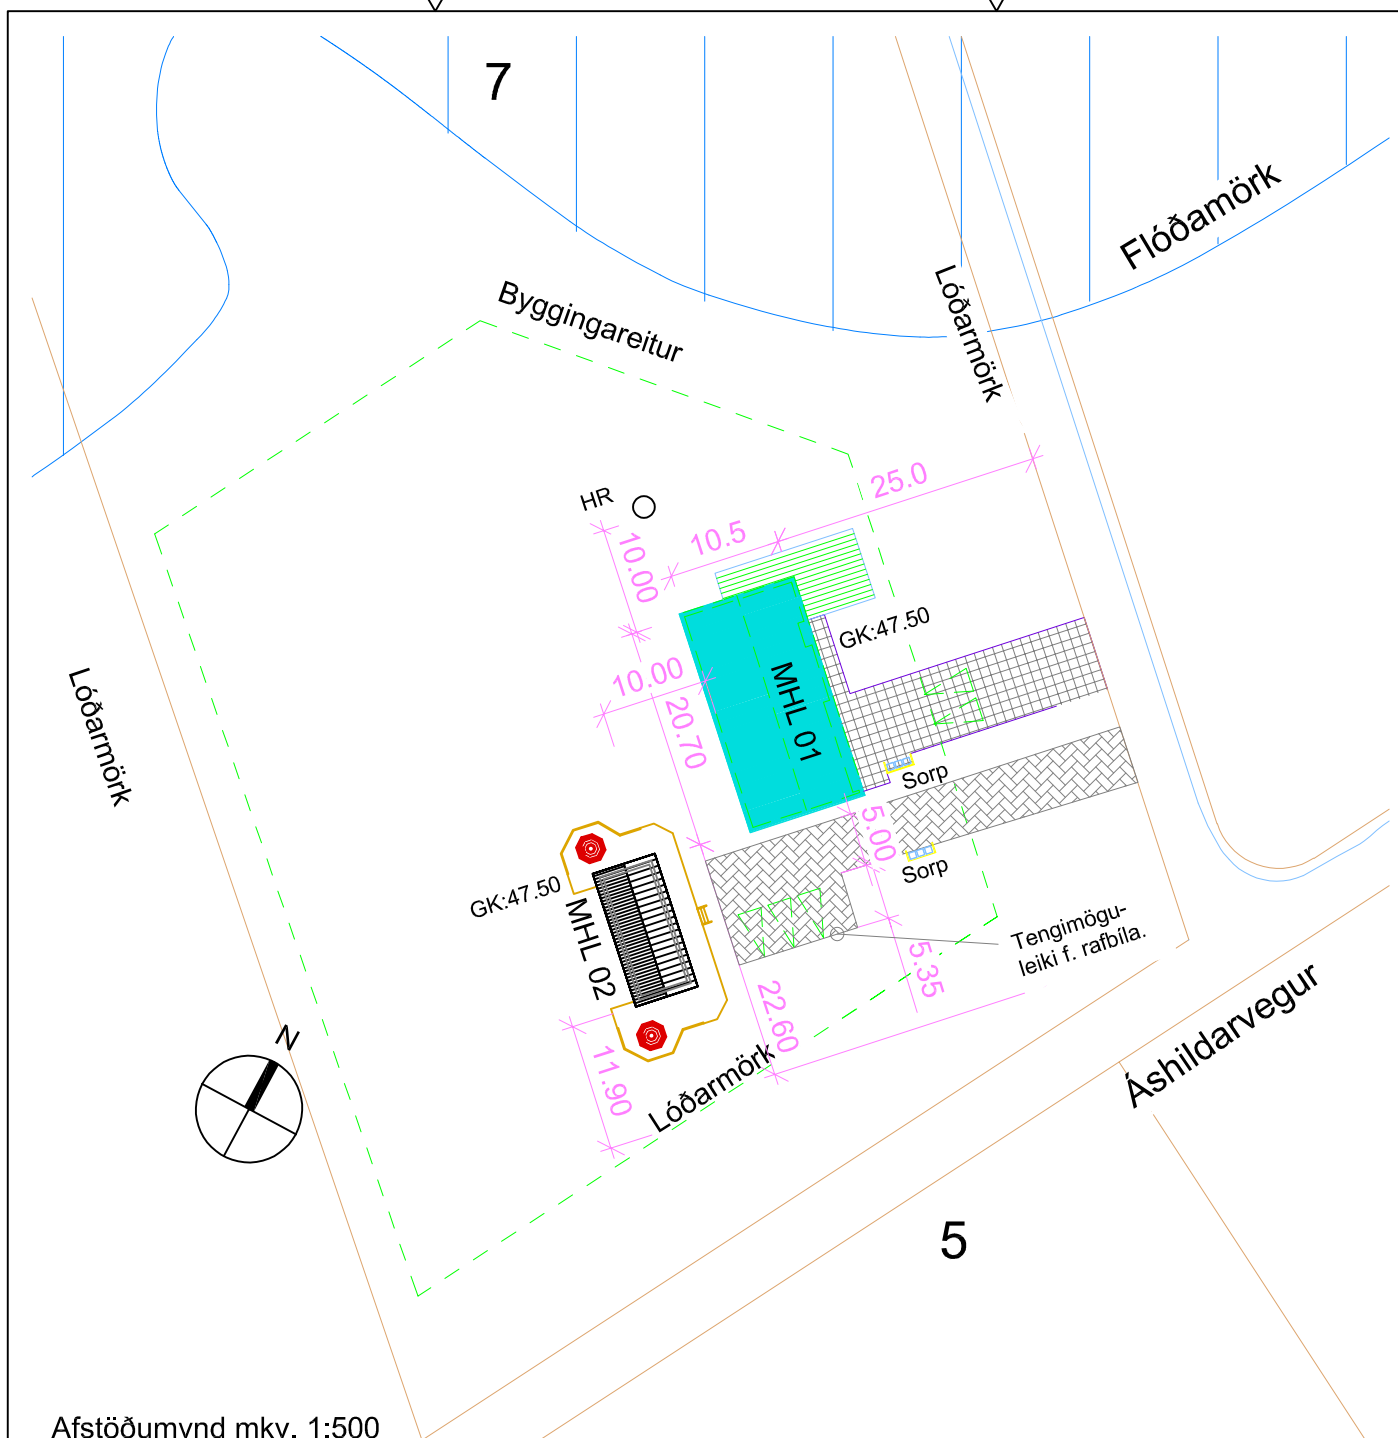 7
Flóðamörk
Lóðarmörk
Byggingareitur
25.0
HR
10.5
10.00
GK:47.50
10.00
MHL 01
20.70
Lóðarmörk
Sorp
5.00
Sorp
GK:47.50
MHL 02
Tengimögu-
leiki f. rafbíla.
5.35
22.60
Áshildarvegur
N
11.90
Lóðarmörk
5
Afstöðumynd mkv. 1:500